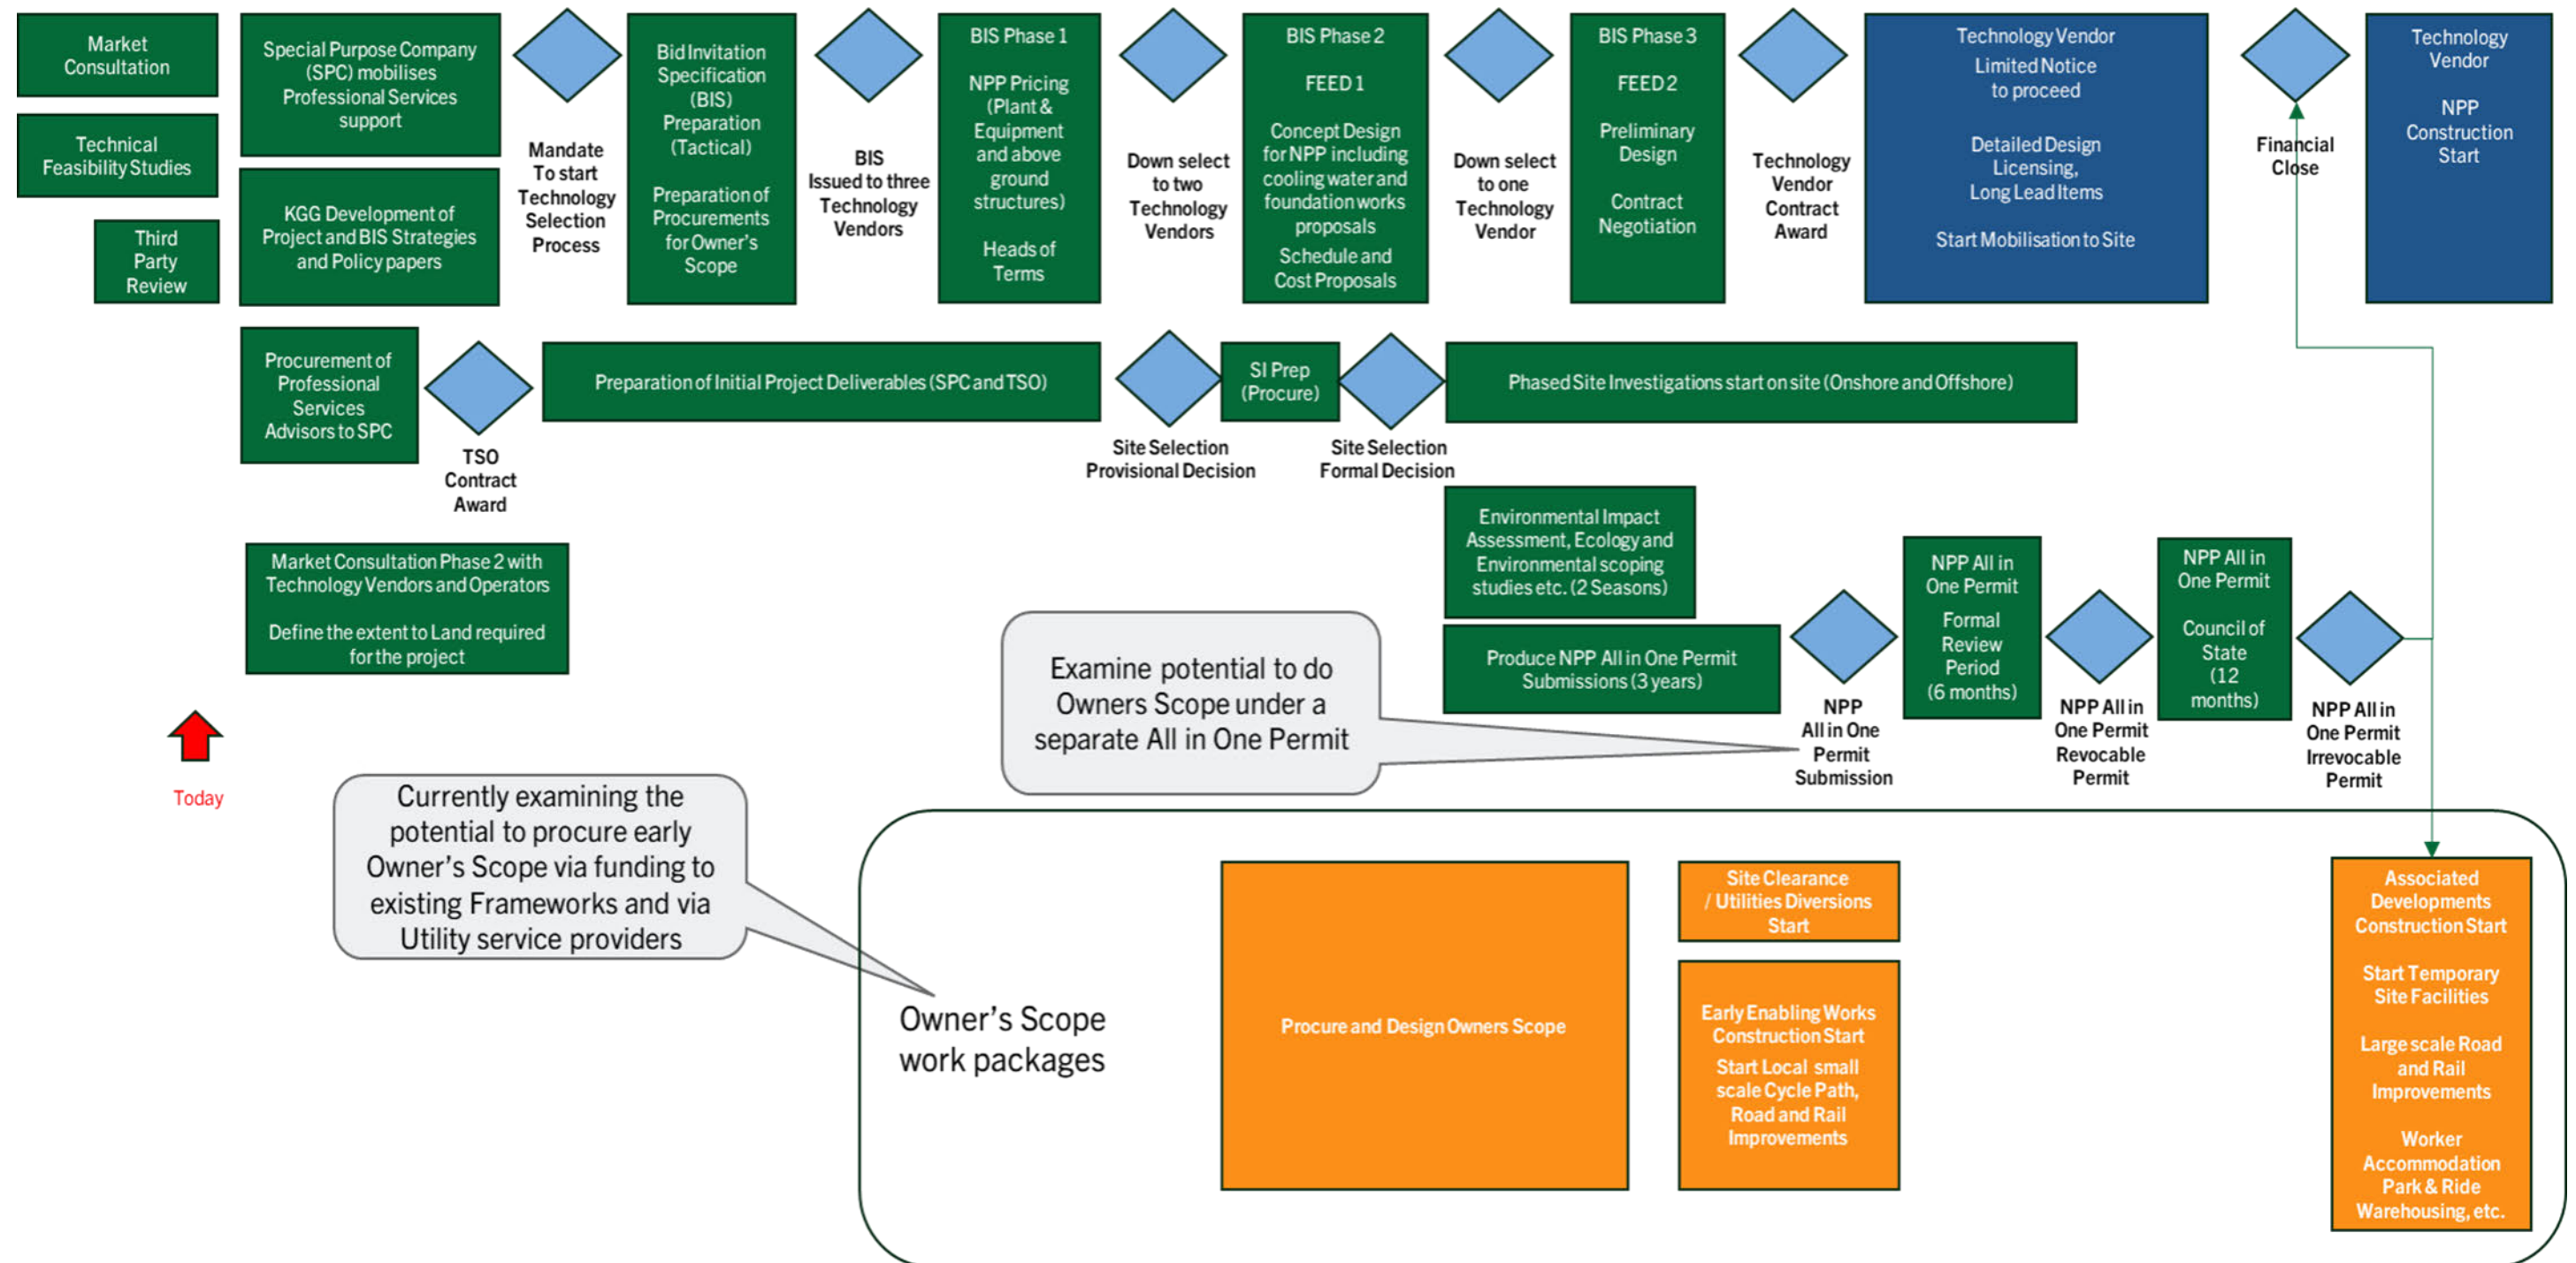 Market
Consultation
Technical
Feasibility Studies
Third
Party
Review
Special Purpose Company
(SPC) mobilises
Professional Services
support
KGG Development of
Project and BIS Strategies
and Policy papers
Mandate
To start
Technology
Selection
Process
Bid Invitation
Specification
(BIS)
Preparation
(Tactical)
Preparation of
Procurements
for Owner's
Scope
BIS
Issued to three
Technology
Vendors
BIS Phase 1
NPP Pricing
(Plant &
Equipment
and above
ground
structures)
Heads of
Terms
Down select
to two
Technology
Vendors
BIS Phase 2
FEED 1
Concept Design
for NPP including
cooling water and
foundation works
proposals
Schedule and
Cost Proposals
Down select
to one
Technology
Vendor
BIS Phase 3
FEED 2
Preliminary
Design
Contract
Negotiation
Technology
Vendor
Contract
Award
Technology Vendor
Limited Notice
to proceed
Detailed Design
Licensing,
Long Lead Items
Start Mobilisation to Site
Financial
Close
Technology
Vendor
NPP
Construction
Start
Procurement of
Professional
Services
Advisors to SPC
TSO
Contract
Award
Preparation of Initial Project Deliverables (SPC and TSO)
Site Selection
Provisional Decision
SI Prep
(Procure)
Site Selection
Formal Decision
Phased Site Investigations start on site (Onshore and Offshore)
Market Consultation Phase 2 with
Technology Vendors and Operators
Define the extent to Land required
for the project
Environmental Impact
Assessment, Ecology and
Environmental scoping
studies etc. (2 Seasons)
Produce NPP All in One Permit
Submissions (3 years)
NPP
All in One
Permit
Submission
NPP All in
One Permit
Formal
Review
Period
(6 months)
NPP All in
One Permit
Revocable
Permit
NPP All in
One Permit
Council of
State
(12
months)
NPP All in
One Permit
Irrevocable
Permit
Examine potential to do
Owners Scope under a
separate All in One Permit
Today
Currently examining the
potential to procure early
Owner's Scope via funding to
existing Frameworks and via
Utility service providers
Owner's Scope
work packages
Procure and Design Owners Scope
Site Clearance
/ Utilities Diversions
Start
Early Enabling Works
Construction Start
Start Local small
scale Cycle Path,
Road and Rail
Improvements
Associated
Developments
Construction Start
Start Temporary
Site Facilities
Large scale Road
and Rail
Improvements
Worker
Accommodation
Park & Ride
Warehousing, etc.